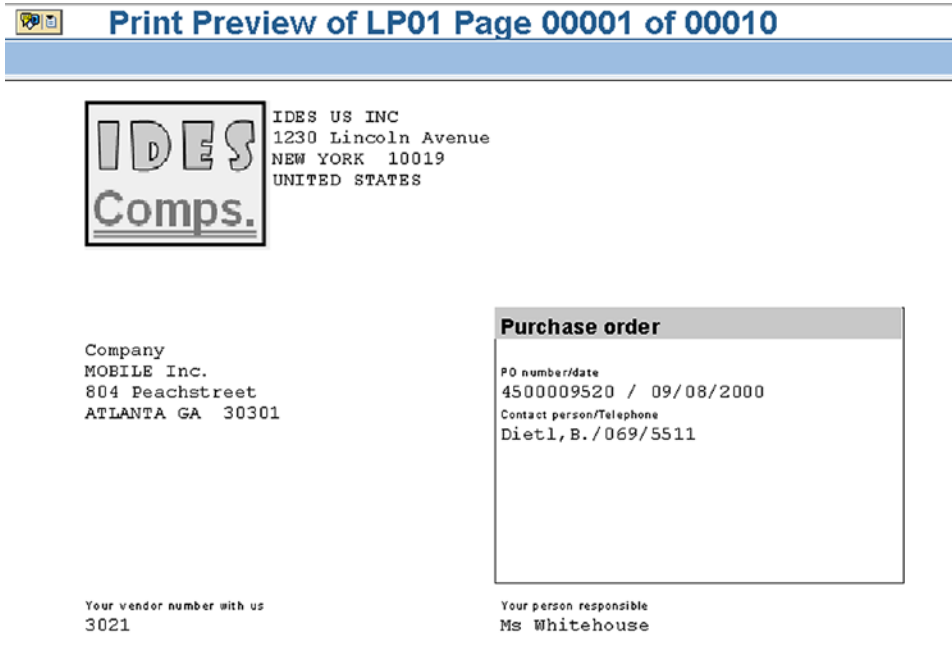 Print Preview of LP01 Page 00001 of 00010
IDES
Comps.
IDES US INC
1230 Lincoln Avenue
NEW YORK  10019
UNITED STATES
Company
MOBILE Inc.
804 Peachstreet
ATLANTA GA  30301
Purchase order
PO number/date
4500009520 / 09/08/2000
Contact person/Telephone
Dietl,B./069/5511
Your vendor number with us
3021
Your person responsible
Ms Whitehouse